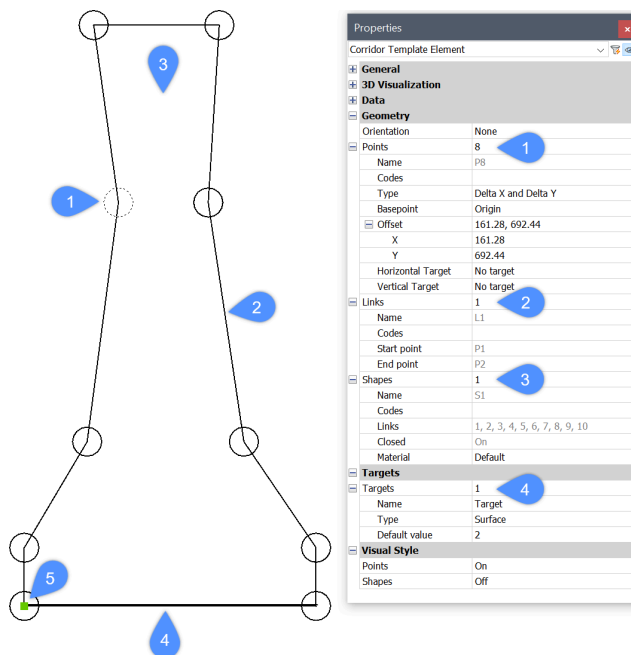 Properties
Corridor Template Element
General
3D Visualization
Data
Geometry
Orientation None
Points 8 1
Name P8
Codes
Type Delta X and Delta Y
Basepoint Origin
Offset 161.28, 692.44
X 161.28
Y 692.44
Horizontal Target No target
Vertical Target No target
Links 1 2
Name L1
Codes
Start point P1
End point P2
Shapes 1 3
Name S1
Codes
Links 1, 2, 3, 4, 5, 6, 7, 8, 9, 10
Closed On
Material Default
Targets
Targets 1 4
Name Target
Type Surface
Default value 2
Visual Style
Points On
Shapes Off
3
1
2
5
4